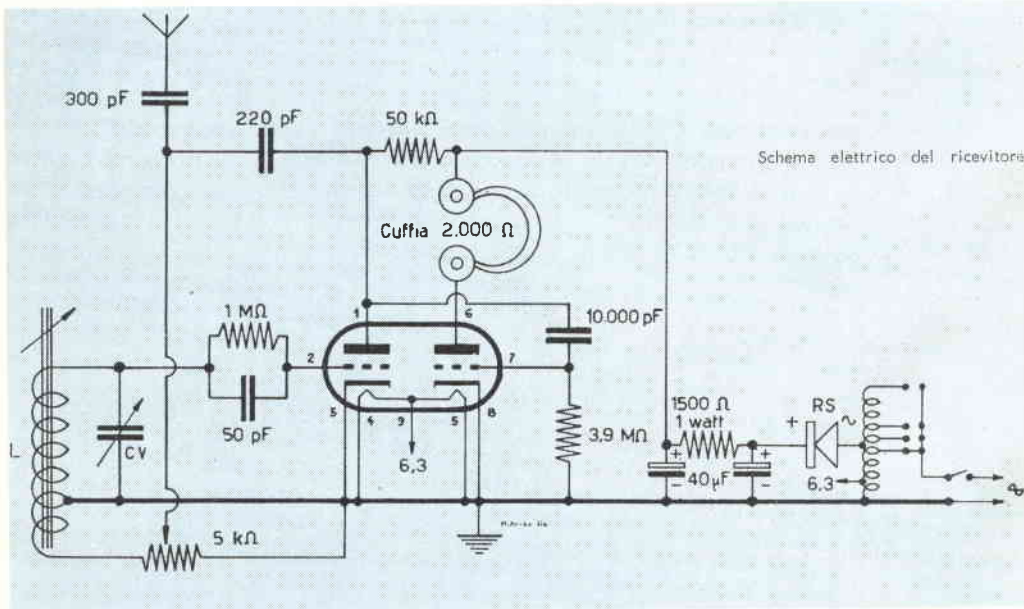 300 pF
220 pF
50 kΩ
Schema elettrico del ricevitore
Cuffia 2.000 Ω
1 6
10.000 pF
1 MΩ
2 7
50 pF
3 4 9 5 8
6,3
3,9 MΩ
1500 Ω
1 watt
RS
+ ~
+ +
40 µF
- -
6.3
L
CV
5 kΩ